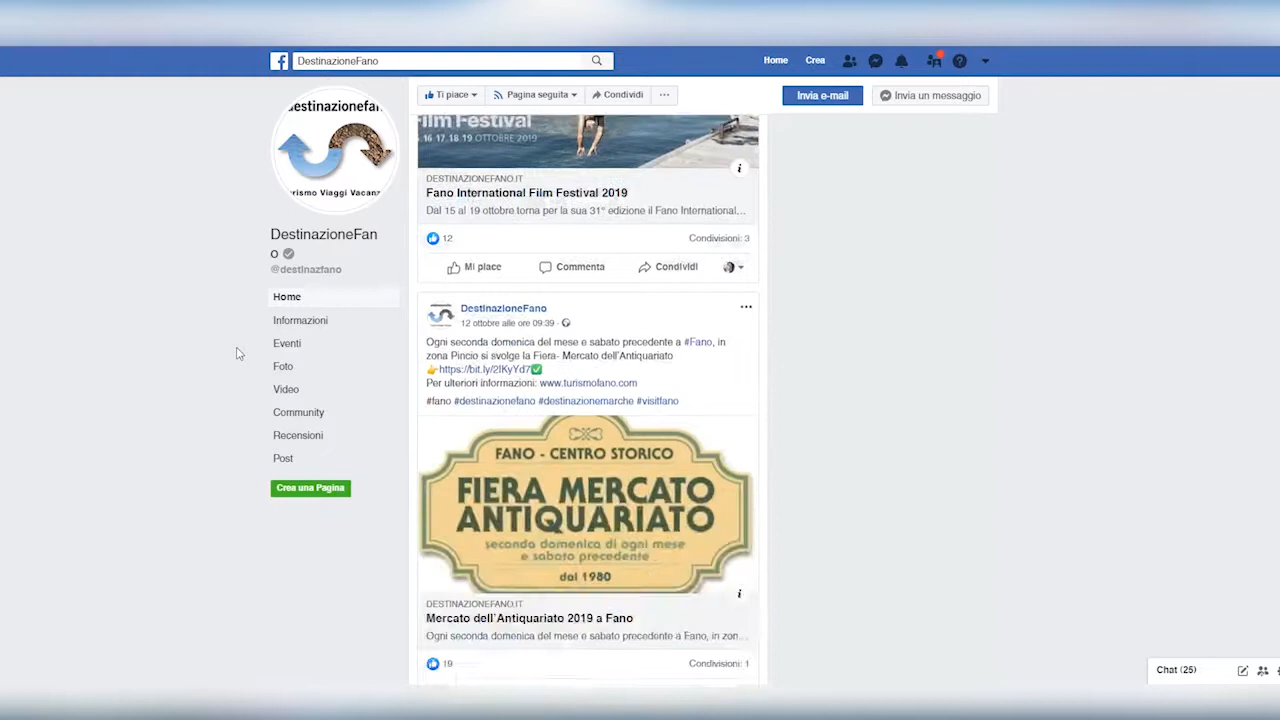 DestinazioneFano
Home
Crea
Ti piace
Pagina seguita
Condividi
Invia e-mail
Invia un messaggio
DestinazioneFan
o
@destinazfano
Home
Informazioni
Eventi
Foto
Video
Community
Recensioni
Post
Crea una Pagina
Film Festival
16 17.18.19 OTTOBRE 2019
DESTINAZIONEFANO.IT
Fano International Film Festival 2019
Dal 15 al 19 ottobre torna per la sua 31° edizione il Fano International...
12
Condivisioni: 3
Mi piace
Commenta
Condividi
DestinazioneFano
12 ottobre alle ore 09:39 ·
Ogni seconda domenica del mese e sabato precedente a #Fano, in
zona Pincio si svolge la Fiera- Mercato dell'Antiquariato
👉https://bit.ly/2IKyYd7✅
Per ulteriori informazioni: www.turismofano.com
#fano #destinazionefano #destinazionemarche #visitfano
FANO - CENTRO STORICO
FIERA MERCATO
ANTIQUARIATO
seconda domenica di ogni mese
e sabato precedente
dal 1980
DESTINAZIONEFANO.IT
Mercato dell'Antiquariato 2019 a Fano
Ogni seconda domenica del mese e sabato precedente a Fano, in zon...
19
Condivisioni: 1
Chat (25)